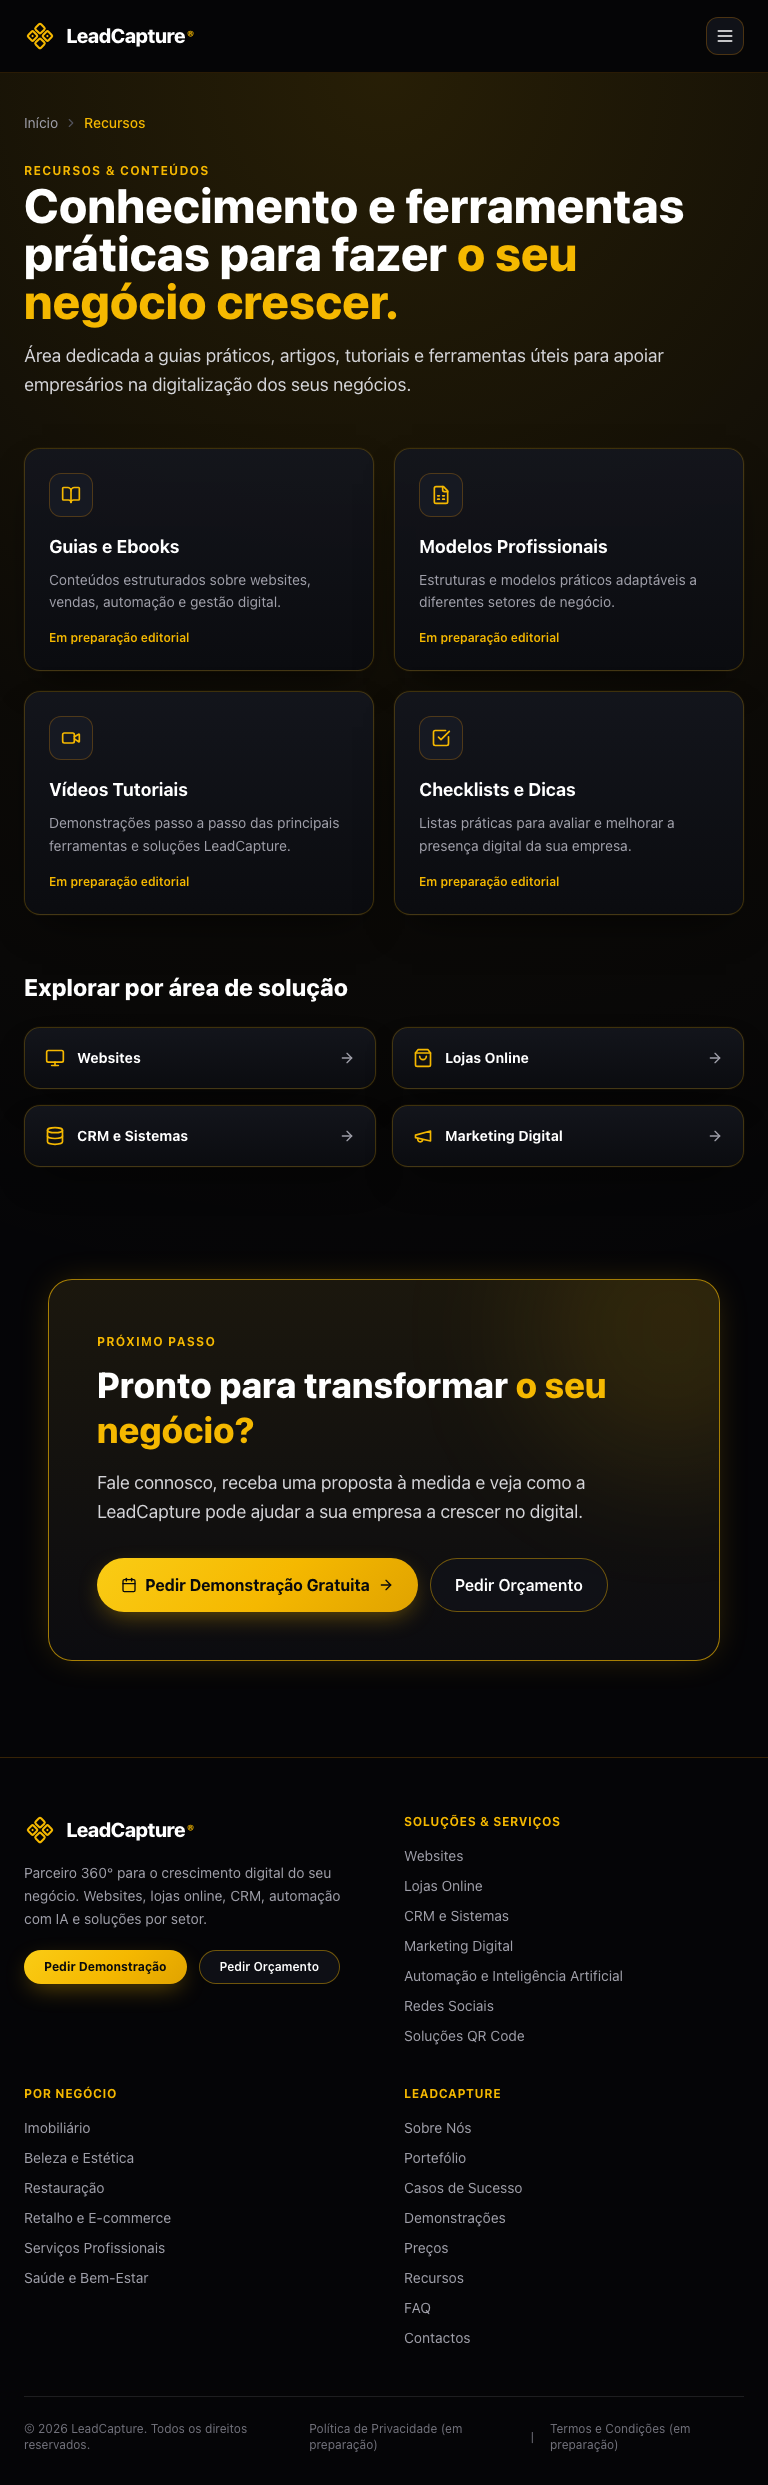 LeadCapture®
Início > Recursos
RECURSOS & CONTEÚDOS
Conhecimento e ferramentas
práticas para fazer o seu
negócio crescer.
Área dedicada a guias práticos, artigos, tutoriais e ferramentas úteis para apoiar
empresários na digitalização dos seus negócios.
Guias e Ebooks
Conteúdos estruturados sobre websites,
vendas, automação e gestão digital.
Em preparação editorial
Modelos Profissionais
Estruturas e modelos práticos adaptáveis a
diferentes setores de negócio.
Em preparação editorial
Vídeos Tutoriais
Demonstrações passo a passo das principais
ferramentas e soluções LeadCapture.
Em preparação editorial
Checklists e Dicas
Listas práticas para avaliar e melhorar a
presença digital da sua empresa.
Em preparação editorial
Explorar por área de solução
Websites
Lojas Online
CRM e Sistemas
Marketing Digital
PRÓXIMO PASSO
Pronto para transformar o seu
negócio?
Fale connosco, receba uma proposta à medida e veja como a
LeadCapture pode ajudar a sua empresa a crescer no digital.
Pedir Demonstração Gratuita
Pedir Orçamento
LeadCapture®
Parceiro 360° para o crescimento digital do seu
negócio. Websites, lojas online, CRM, automação
com IA e soluções por setor.
Pedir Demonstração
Pedir Orçamento
SOLUÇÕES & SERVIÇOS
Websites
Lojas Online
CRM e Sistemas
Marketing Digital
Automação e Inteligência Artificial
Redes Sociais
Soluções QR Code
POR NEGÓCIO
Imobiliário
Beleza e Estética
Restauração
Retalho e E-commerce
Serviços Profissionais
Saúde e Bem-Estar
LEADCAPTURE
Sobre Nós
Portefólio
Casos de Sucesso
Demonstrações
Preços
Recursos
FAQ
Contactos
© 2026 LeadCapture. Todos os direitos
reservados.
Política de Privacidade (em
preparação)
|
Termos e Condições (em
preparação)